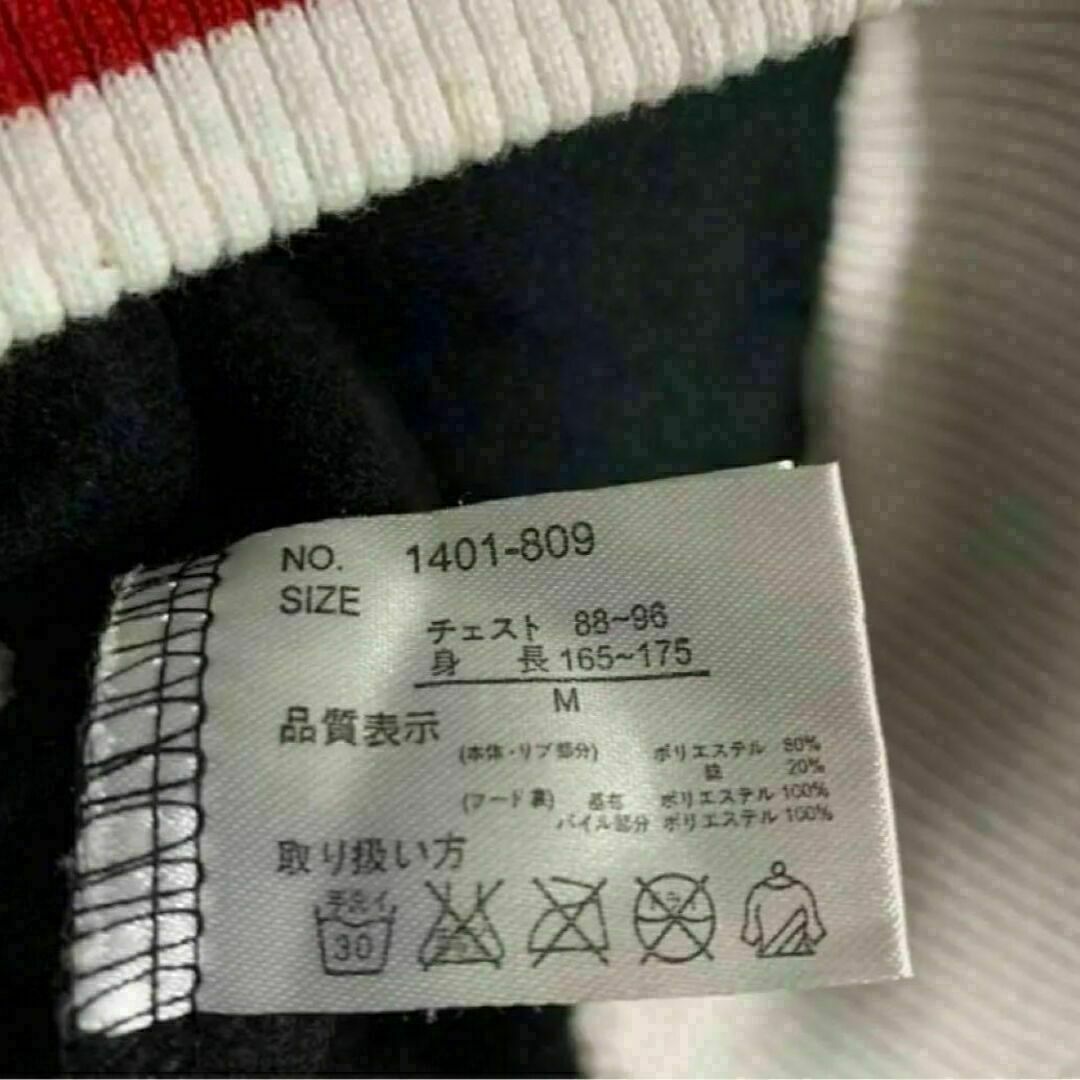 NO. 1401-809
SIZE
チェスト 88~96
身 長 165~175
M
品質表示
(本体・リブ部分) ポリエステル 80%
綿 20%
(フード裏) 基布 ポリエステル 100%
パイル部分 ポリエステル 100%
取り扱い方
手洗イ
30